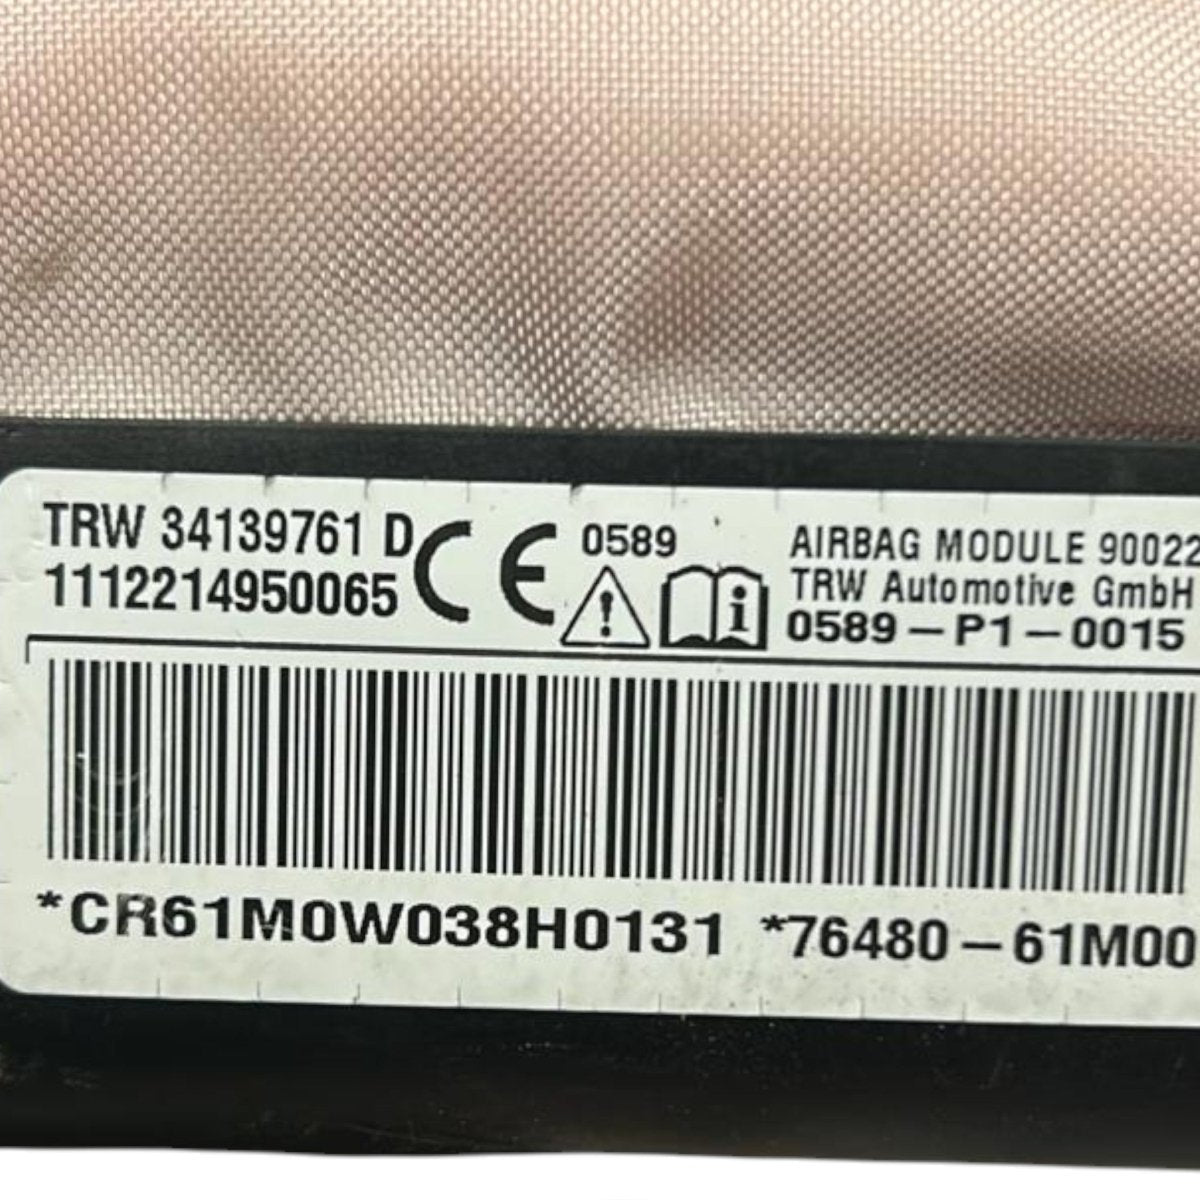 TRW 34139761 D
1112214950065
CE 0589
AIRBAG MODULE 90022
TRW Automotive GmbH
0589-P1-0015
*CR61M0W038H0131 *76480-61M00